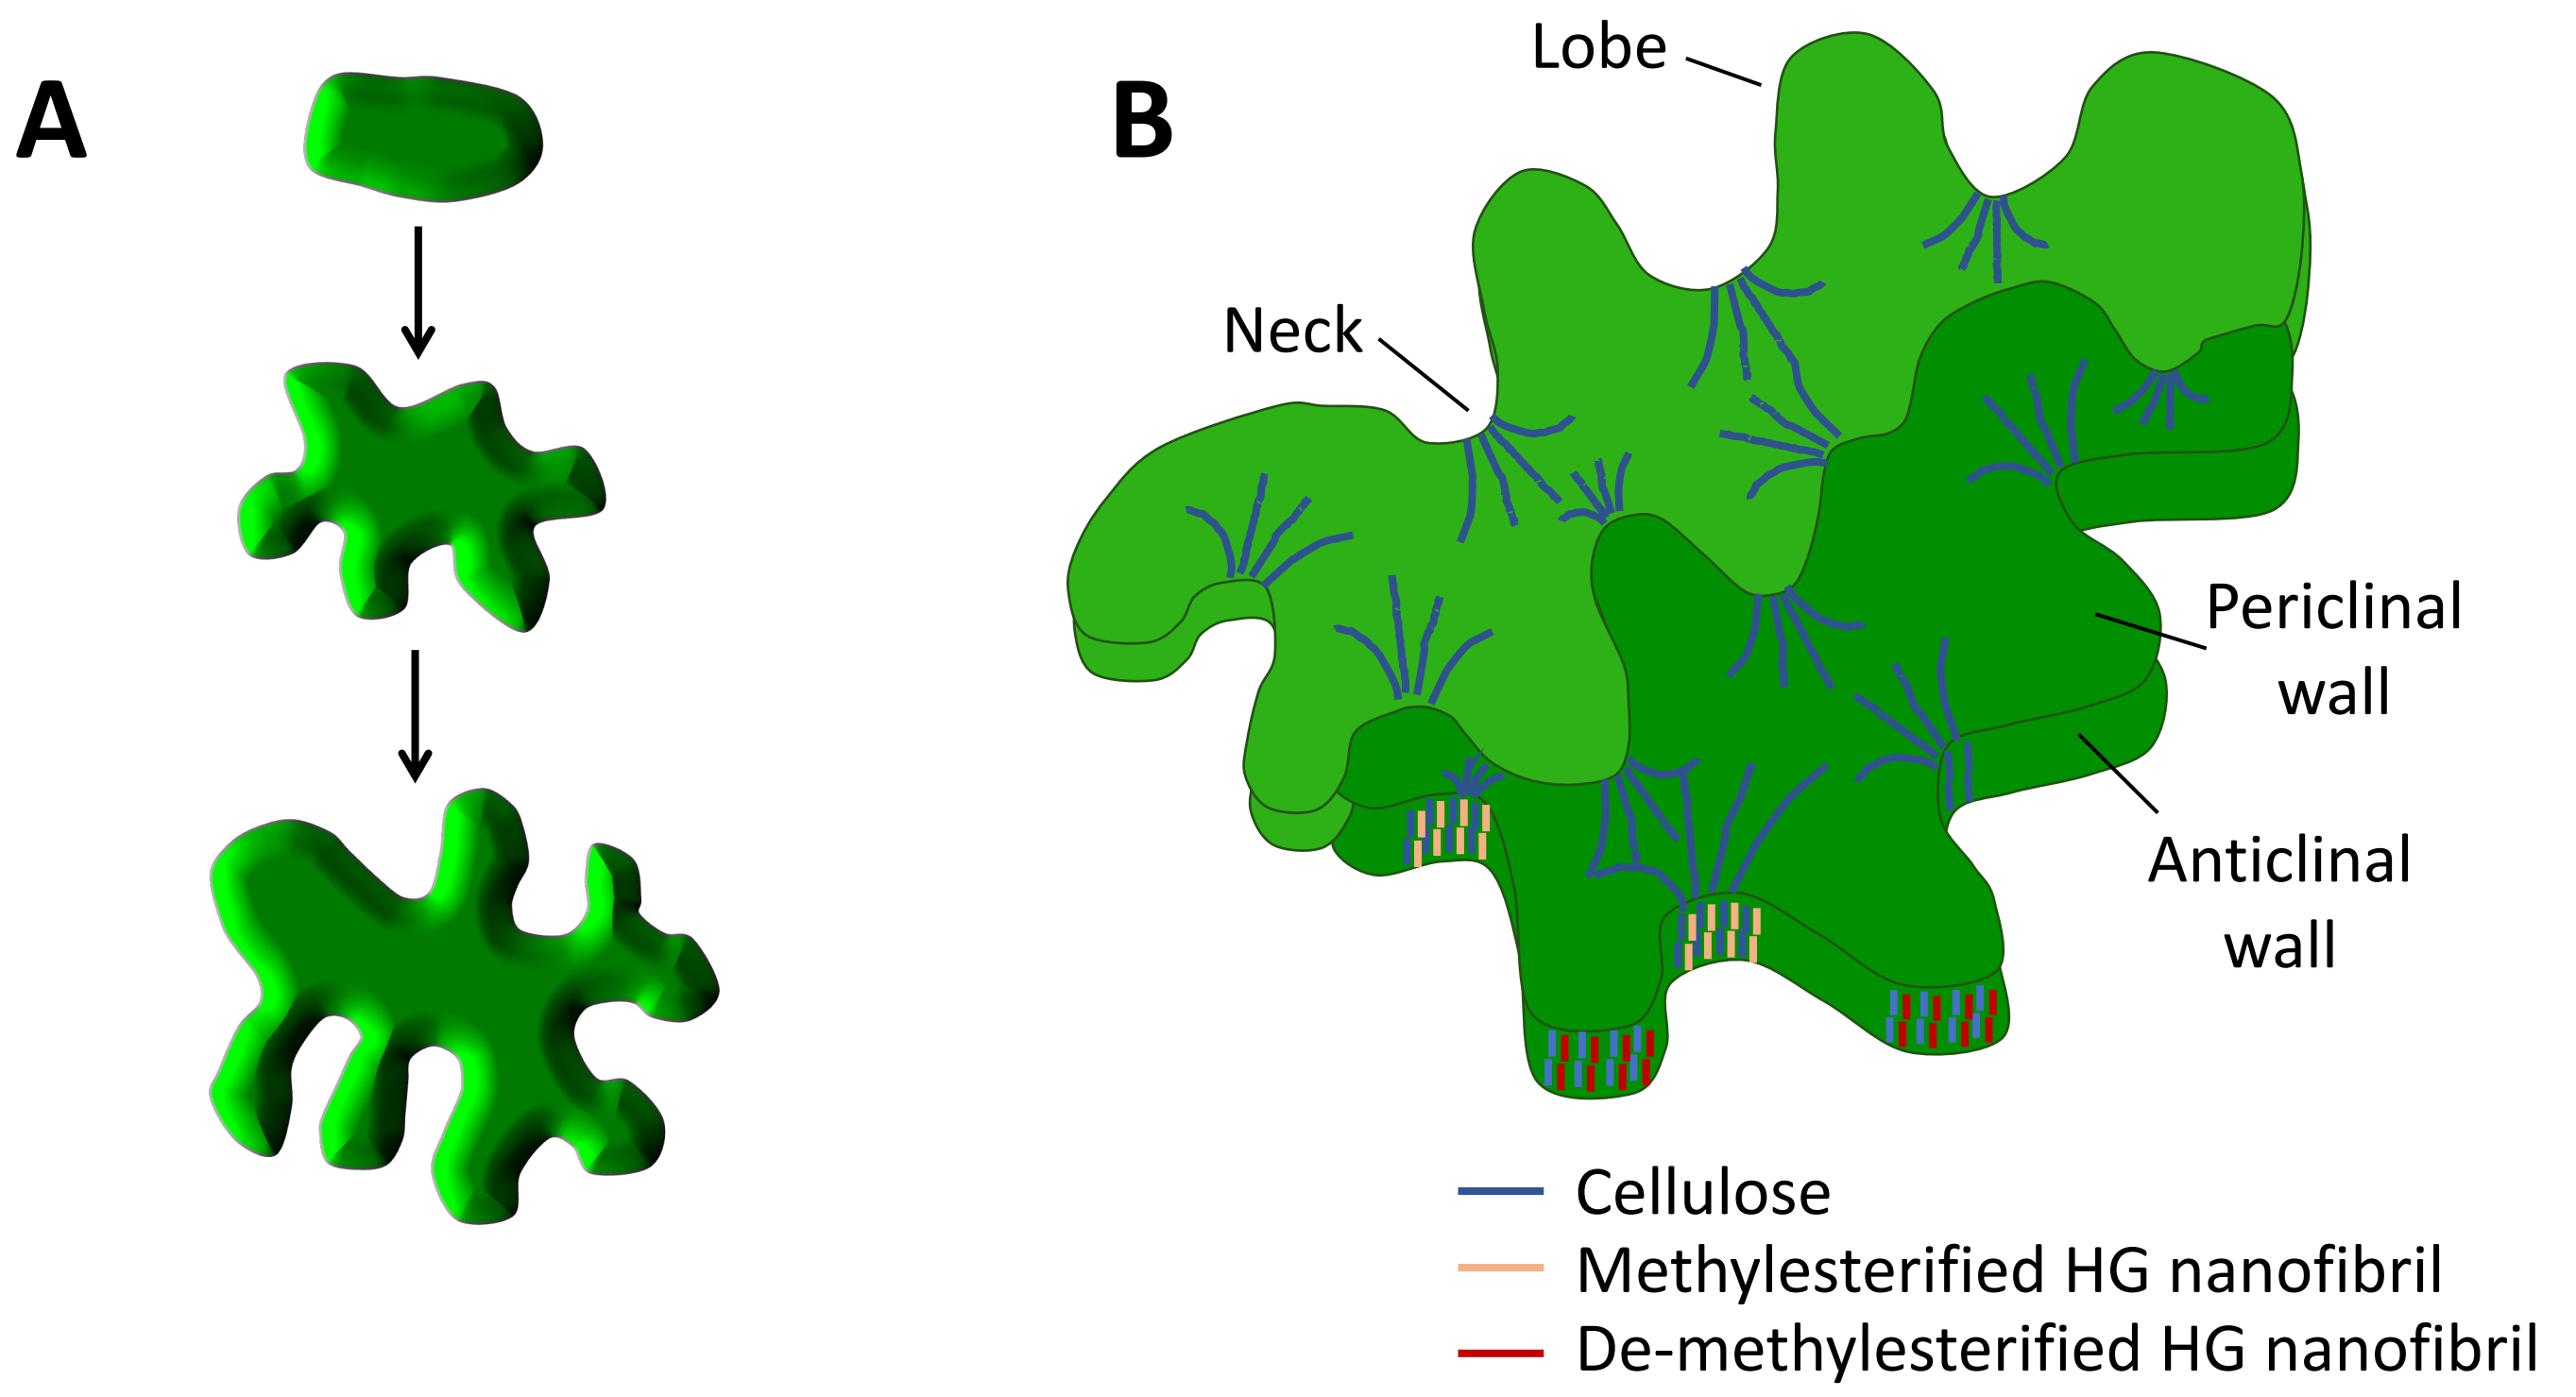 A
B
Lobe
Neck
Periclinal
wall
Anticlinal
wall
Cellulose
Methylesterified HG nanofibril
De-methylesterified HG nanofibril